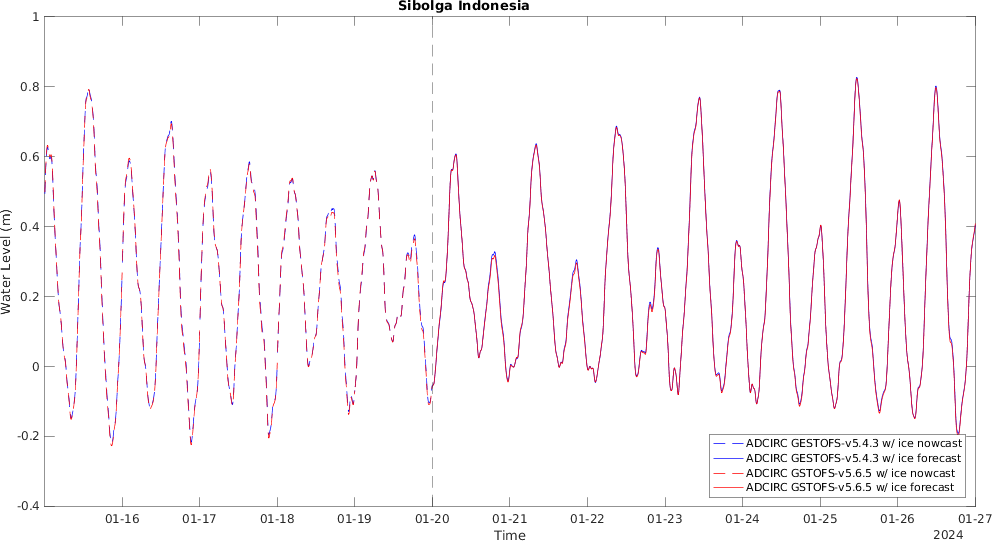 Sibolga Indonesia
Water Level (m)
1
0.8
0.6
0.4
0.2
0
-0.2
-0.4
ADCIRC GESTOFS-v5.4.3 w/ ice nowcast
ADCIRC GESTOFS-v5.4.3 w/ ice forecast
ADCIRC GSTOFS-v5.6.5 w/ ice nowcast
ADCIRC GSTOFS-v5.6.5 w/ ice forecast
01-16 01-17 01-18 01-19 01-20 01-21 01-22 01-23 01-24 01-25 01-26 01-27
Time
2024